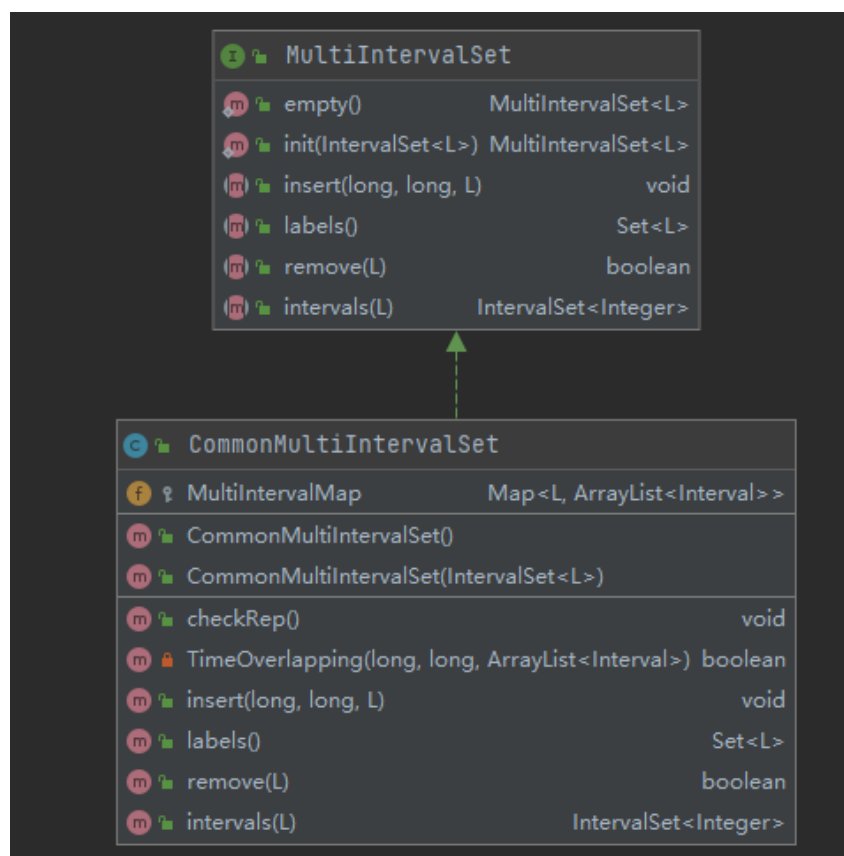 I MultiIntervalSet
m empty() MultiIntervalSet<L>
m init(IntervalSet<L>) MultiIntervalSet<L>
(m) insert(long, long, L) void
(m) labels() Set<L>
(m) remove(L) boolean
(m) intervals(L) IntervalSet<Integer>
C CommonMultiIntervalSet
f MultiIntervalMap Map<L, ArrayList<Interval>>
m CommonMultiIntervalSet()
m CommonMultiIntervalSet(IntervalSet<L>)
m checkRep() void
m TimeOverlapping(long, long, ArrayList<Interval>) boolean
m insert(long, long, L) void
m labels() Set<L>
m remove(L) boolean
m intervals(L) IntervalSet<Integer>